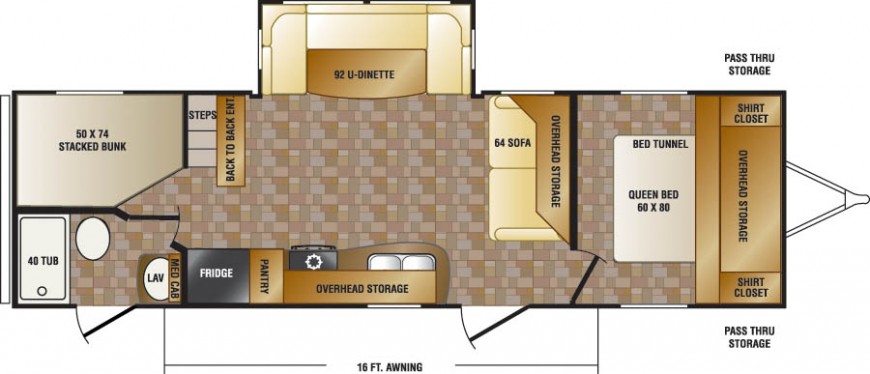 92 U-DINETTE
PASS THRU
STORAGE
50 X 74
STACKED BUNK
STEPS
BACK TO BACK ENT.
64 SOFA
OVERHEAD STORAGE
BED TUNNEL
QUEEN BED
60 X 80
SHIRT
CLOSET
OVERHEAD STORAGE
SHIRT
CLOSET
40 TUB
LAV
MED CAB
FRIDGE
PANTRY
OVERHEAD STORAGE
PASS THRU
STORAGE
16 FT. AWNING